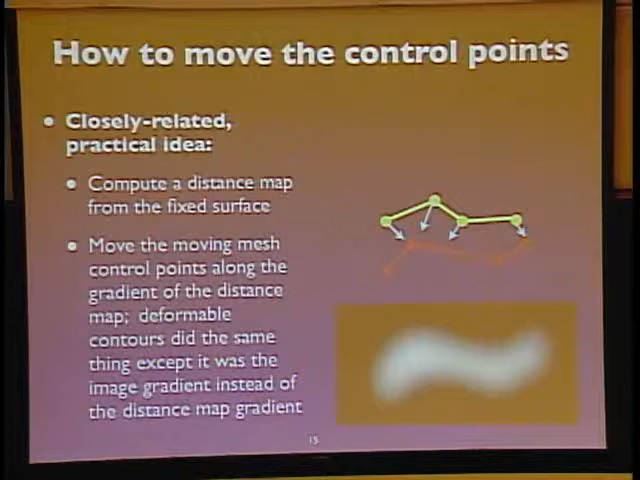 How to move the control points
Closely-related,
practical idea:
Compute a distance map
from the fixed surface
Move the moving mesh
control points along the
gradient of the distance
map; deformable
contours did the same
thing except it was the
image gradient instead of
the distance map gradient
15